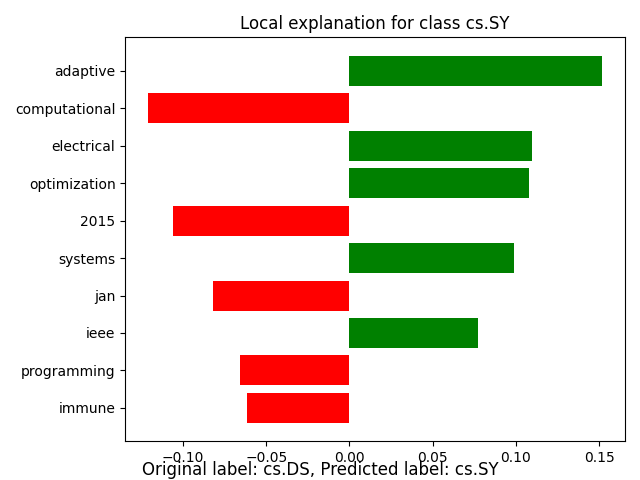 Local explanation for class cs.SY
adaptive
computational
electrical
optimization
2015
systems
jan
ieee
programming
immune
−0.10 −0.05 0.00 0.05 0.10 0.15
Original label: cs.DS, Predicted label: cs.SY